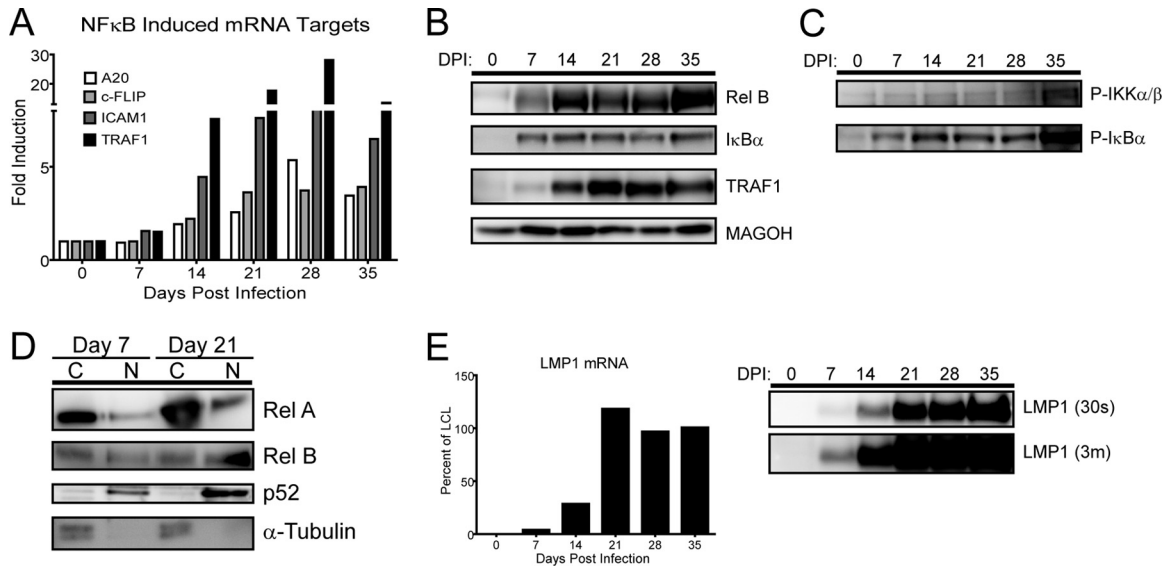 A
NFκB Induced mRNA Targets
Fold Induction
30
20
5
0
A20
c-FLIP
ICAM1
TRAF1
0 7 14 21 28 35
Days Post Infection
B
DPI: 0 7 14 21 28 35
Rel B
IκBα
TRAF1
MAGOH
C
DPI: 0 7 14 21 28 35
P-IKKα/β
P-IκBα
D
Day 7 Day 21
C N C N
Rel A
Rel B
p52
α-Tubulin
E
LMP1 mRNA
Percent of LCL
150
100
50
0
0 7 14 21 28 35
Days Post Infection
DPI: 0 7 14 21 28 35
LMP1 (30s)
LMP1 (3m)